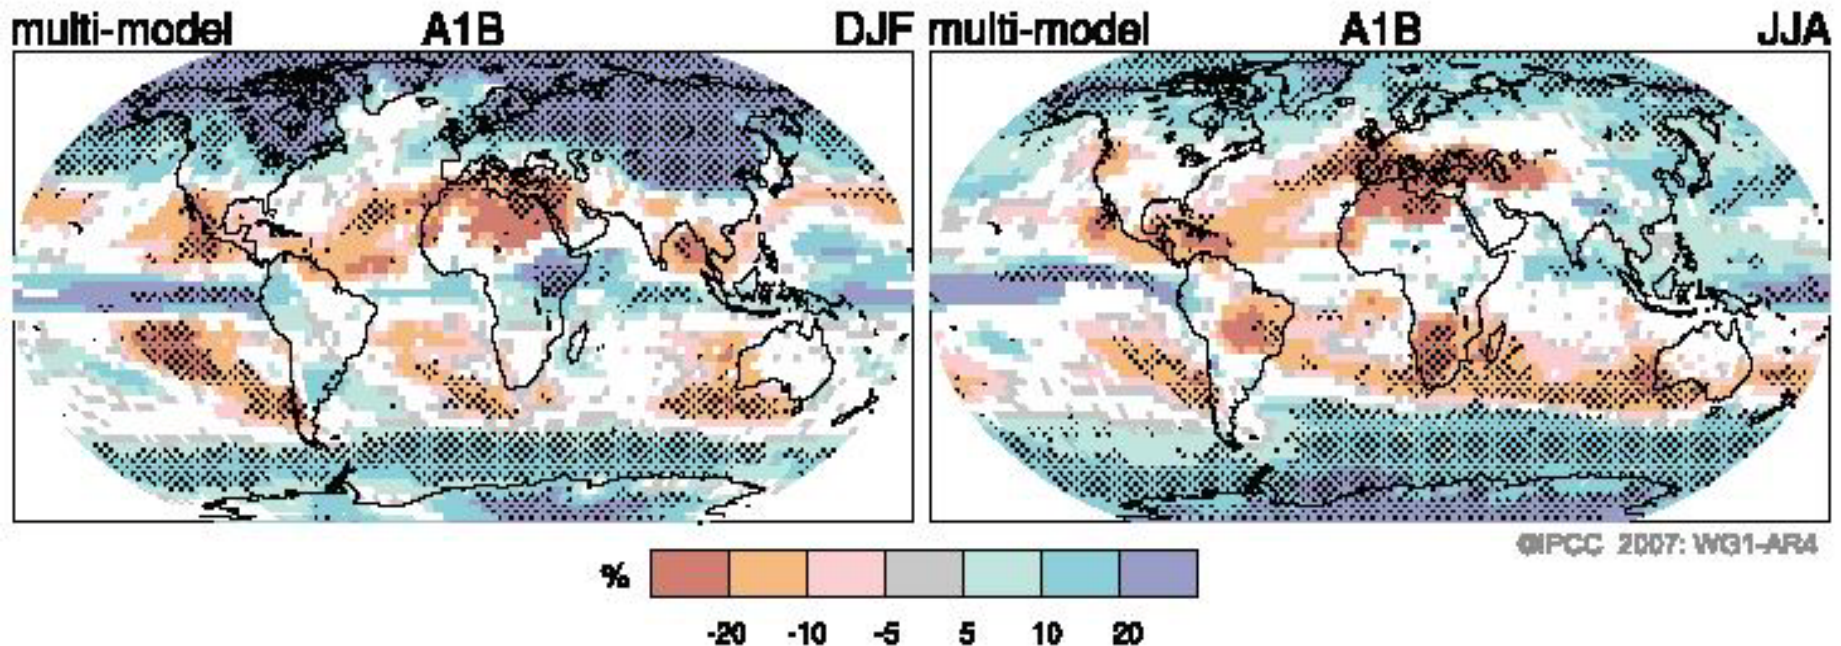 multi-model A1B DJF
multi-model A1B JJA
©IPCC 2007: WG1-AR4
%
-20 -10 -5 5 10 20